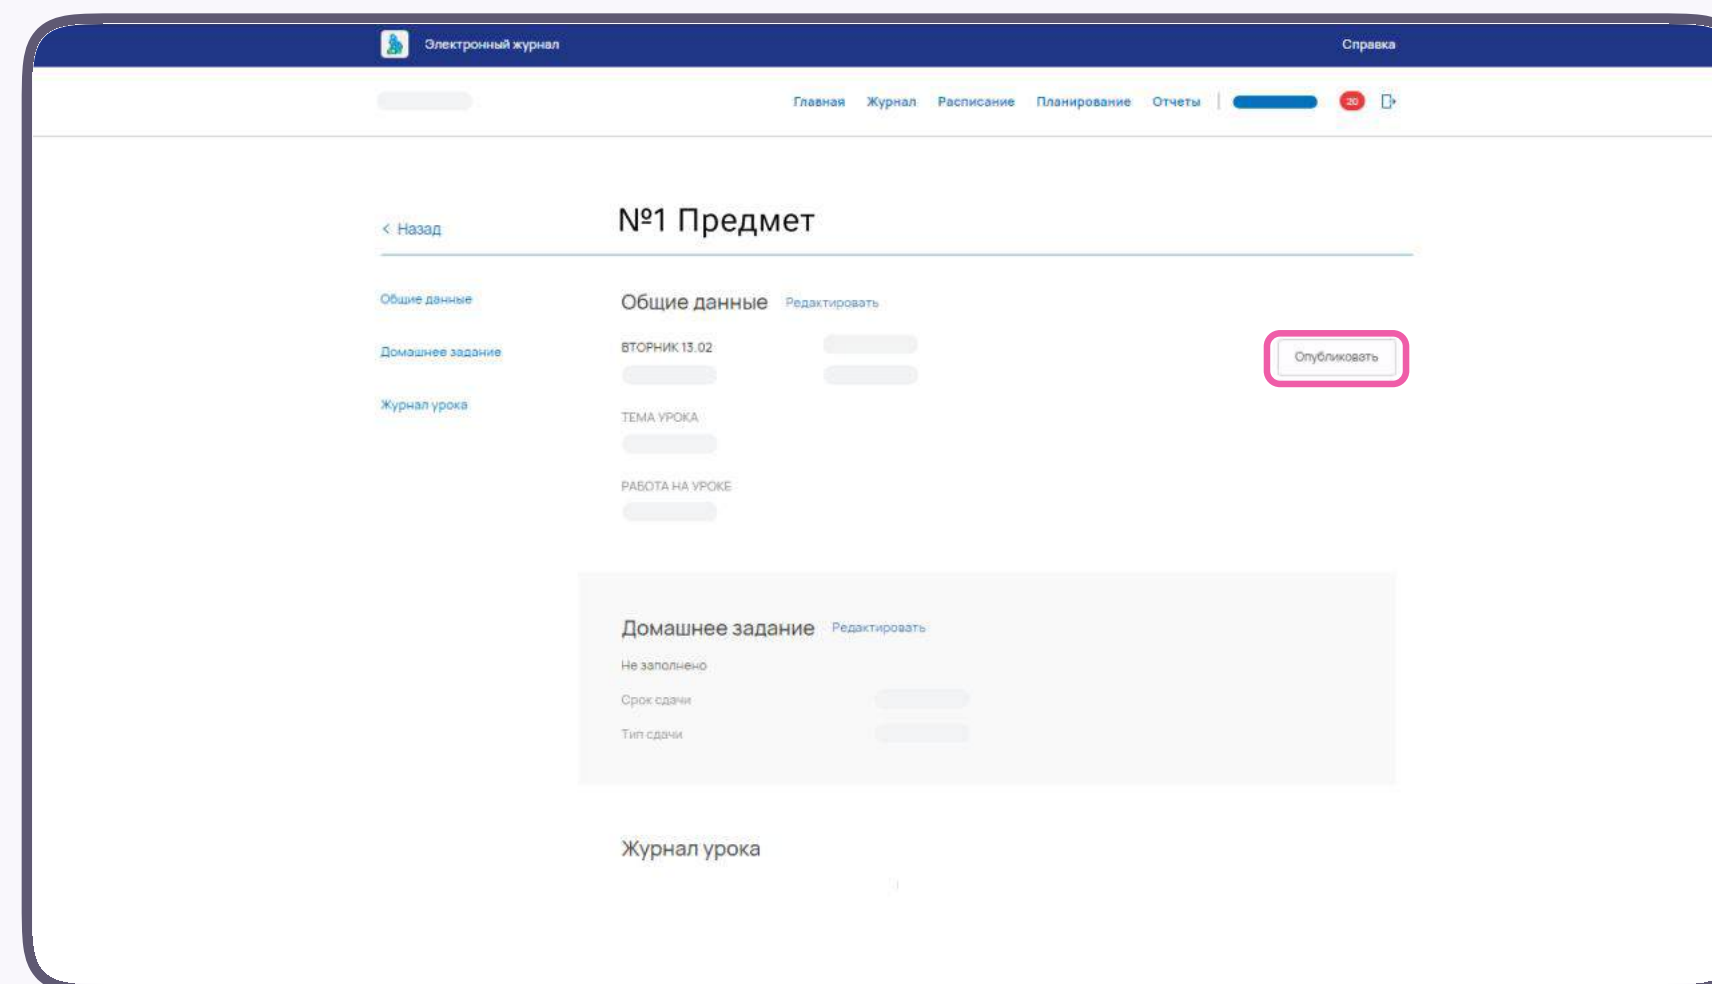 Электронный журнал Справка
Главная Журнал Расписание Планирование Отчеты 20
< Назад
№1 Предмет
Общие данные
Домашнее задание
Журнал урока
Общие данные Редактировать
ВТОРНИК 13.02
Опубликовать
ТЕМА УРОКА
РАБОТА НА УРОКЕ
Домашнее задание Редактировать
Не заполнено
Срок сдачи
Тип сдачи
Журнал урока